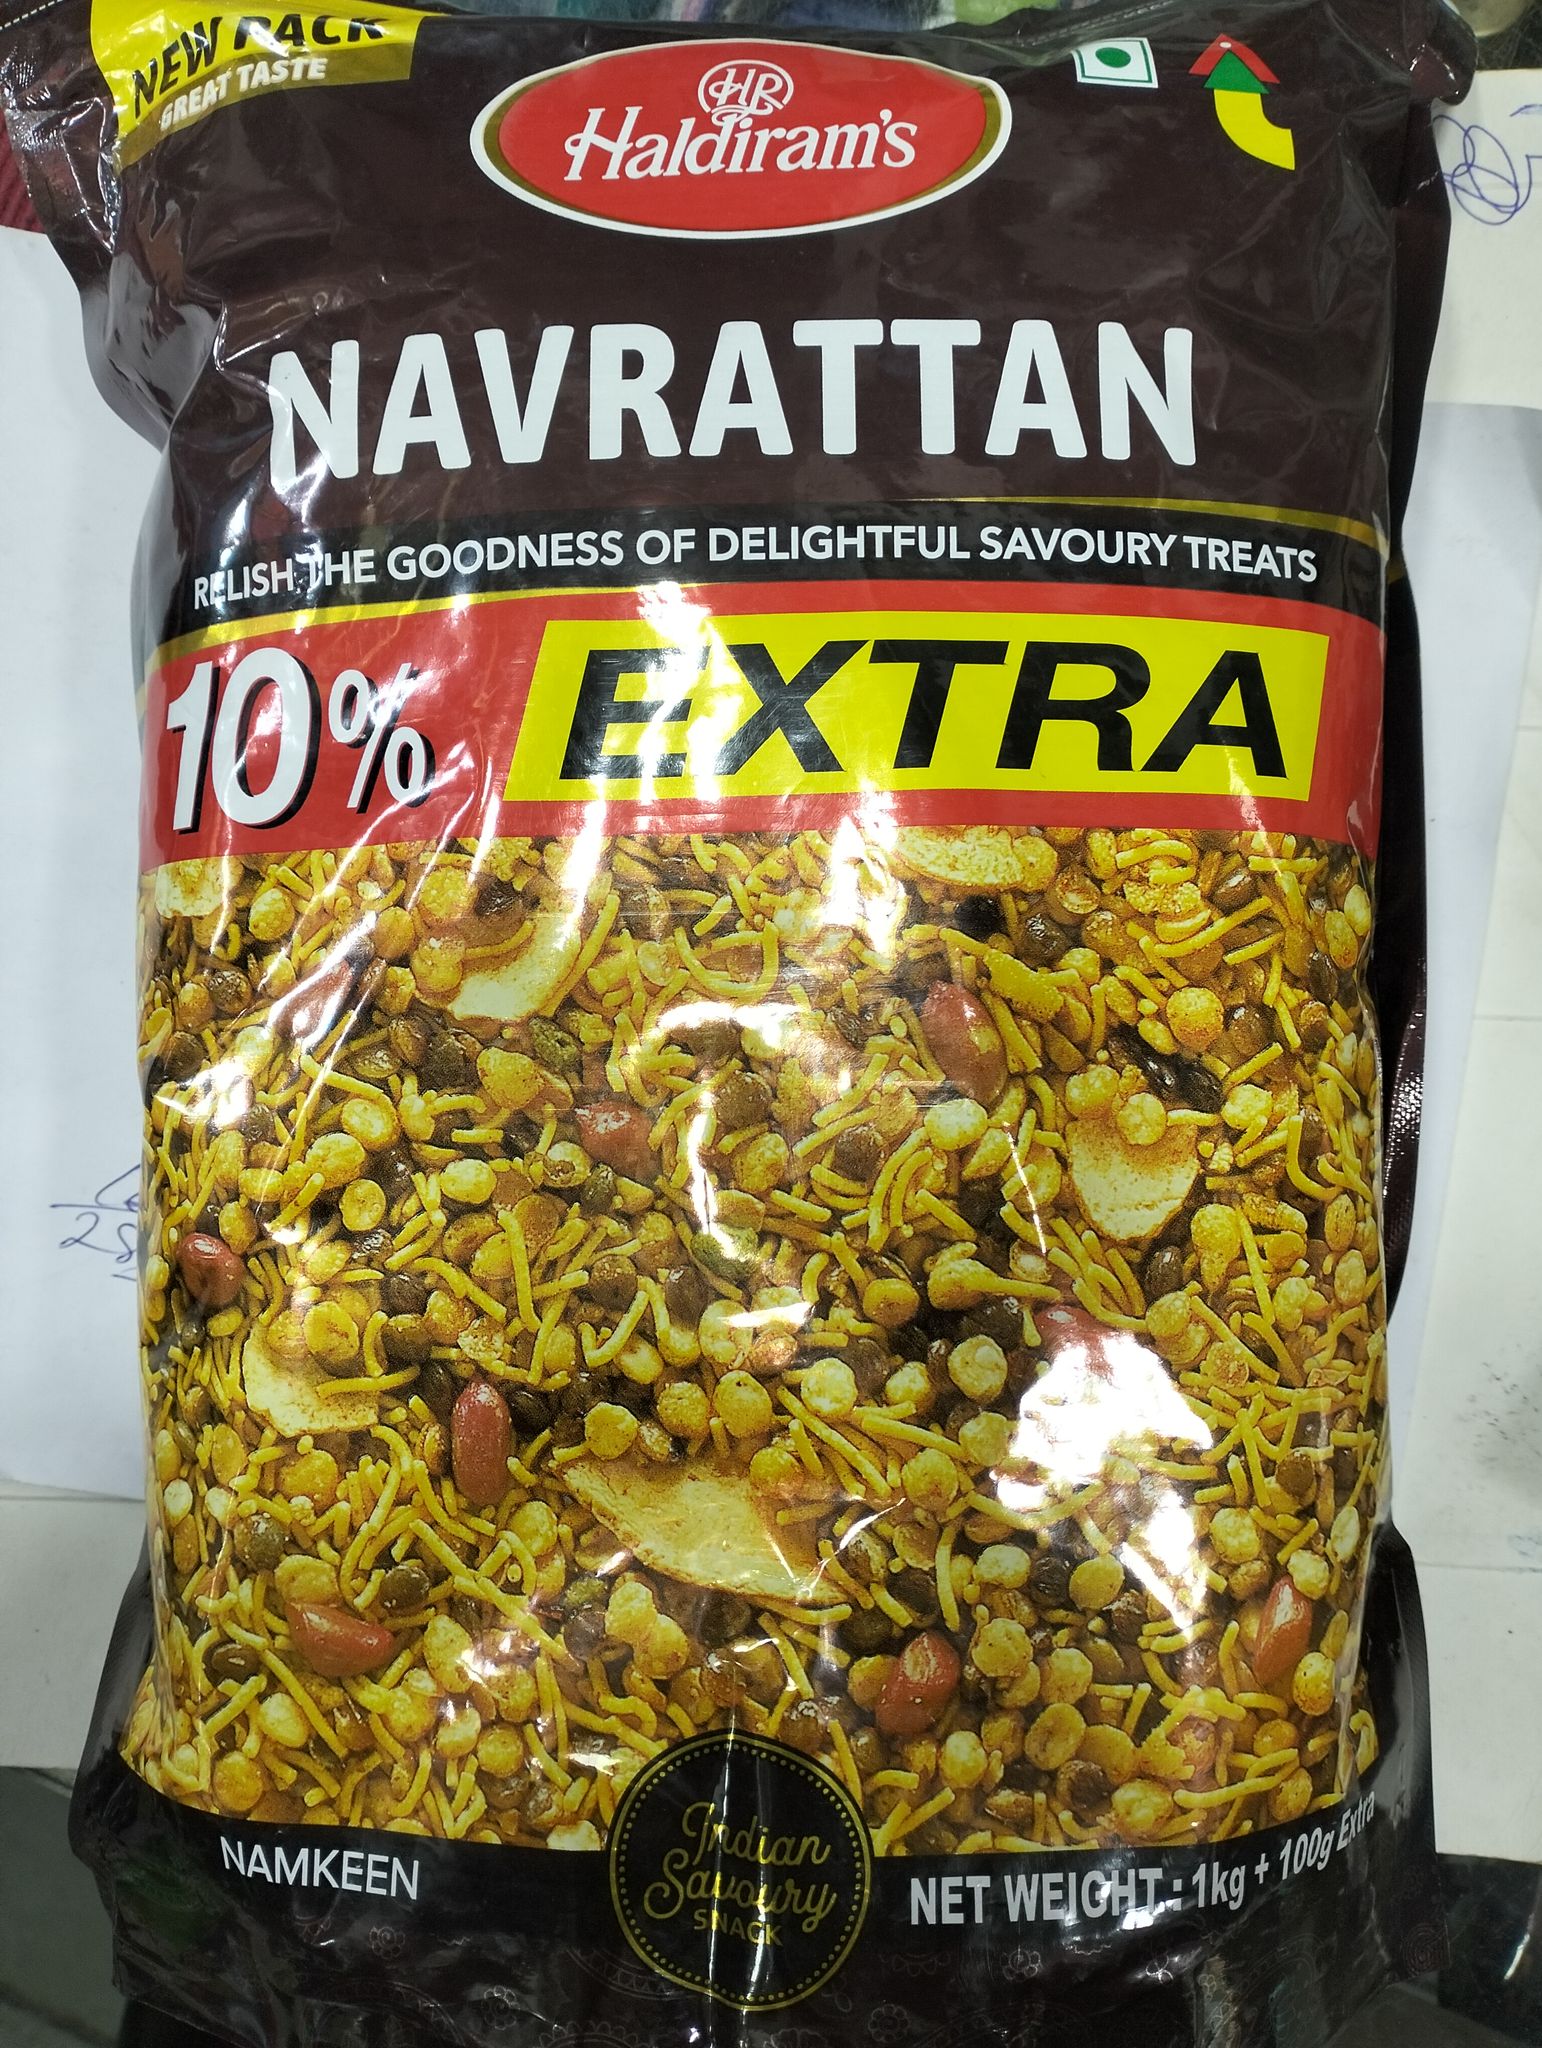 NEW PACK
GREAT TASTE
HR
Haldiram's
NAVRATTAN
RELISH THE GOODNESS OF DELIGHTFUL SAVOURY TREATS
10% EXTRA
Indian
Savoury
SNACK
NAMKEEN
NET WEIGHT : 1kg + 100g Extra